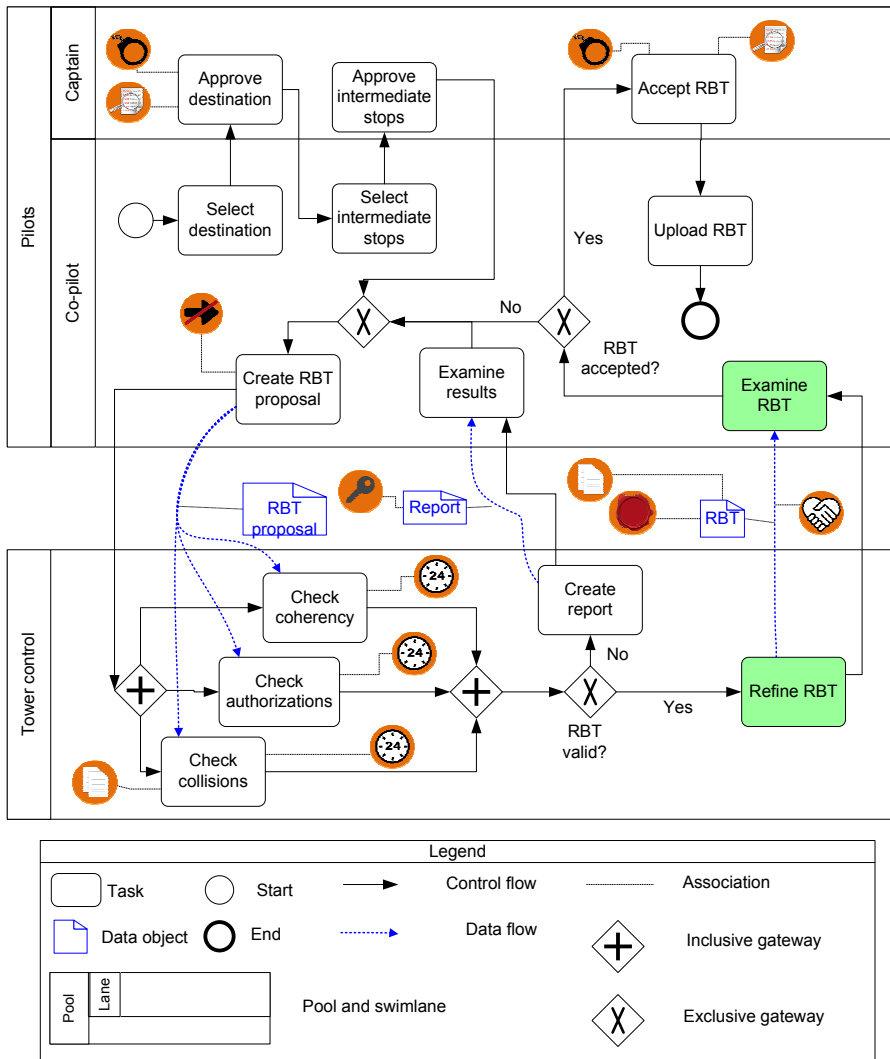 Pilots
Captain
Approve
destination
Approve
intermediate
stops
Accept RBT
Co-pilot
Select
destination
Select
intermediate
stops
Upload RBT
Yes
No
RBT
accepted?
Create RBT
proposal
Examine
results
Examine
RBT
RBT
proposal
Report
RBT
Tower control
24
Check
coherency
24
Check
authorizations
24
Check
collisions
Create
report
No
RBT
valid?
Yes
Refine RBT
Legend
Task
Start
Control flow
Association
Data object
End
Data flow
Inclusive gateway
Pool
Lane
Pool and swimlane
Exclusive gateway